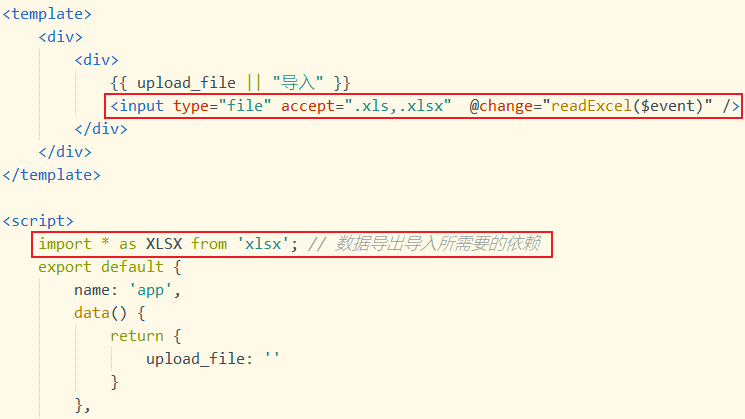 <template>
<div>
<div>
{{ upload_file || "导入" }}
<input type="file" accept=".xls,.xlsx"  @change="readExcel($event)" />
</div>
</div>
</template>
<script>
import * as XLSX from 'xlsx'; // 数据导出导入所需要的依赖
export default {
name: 'app',
data() {
return {
upload_file: ''
}
},